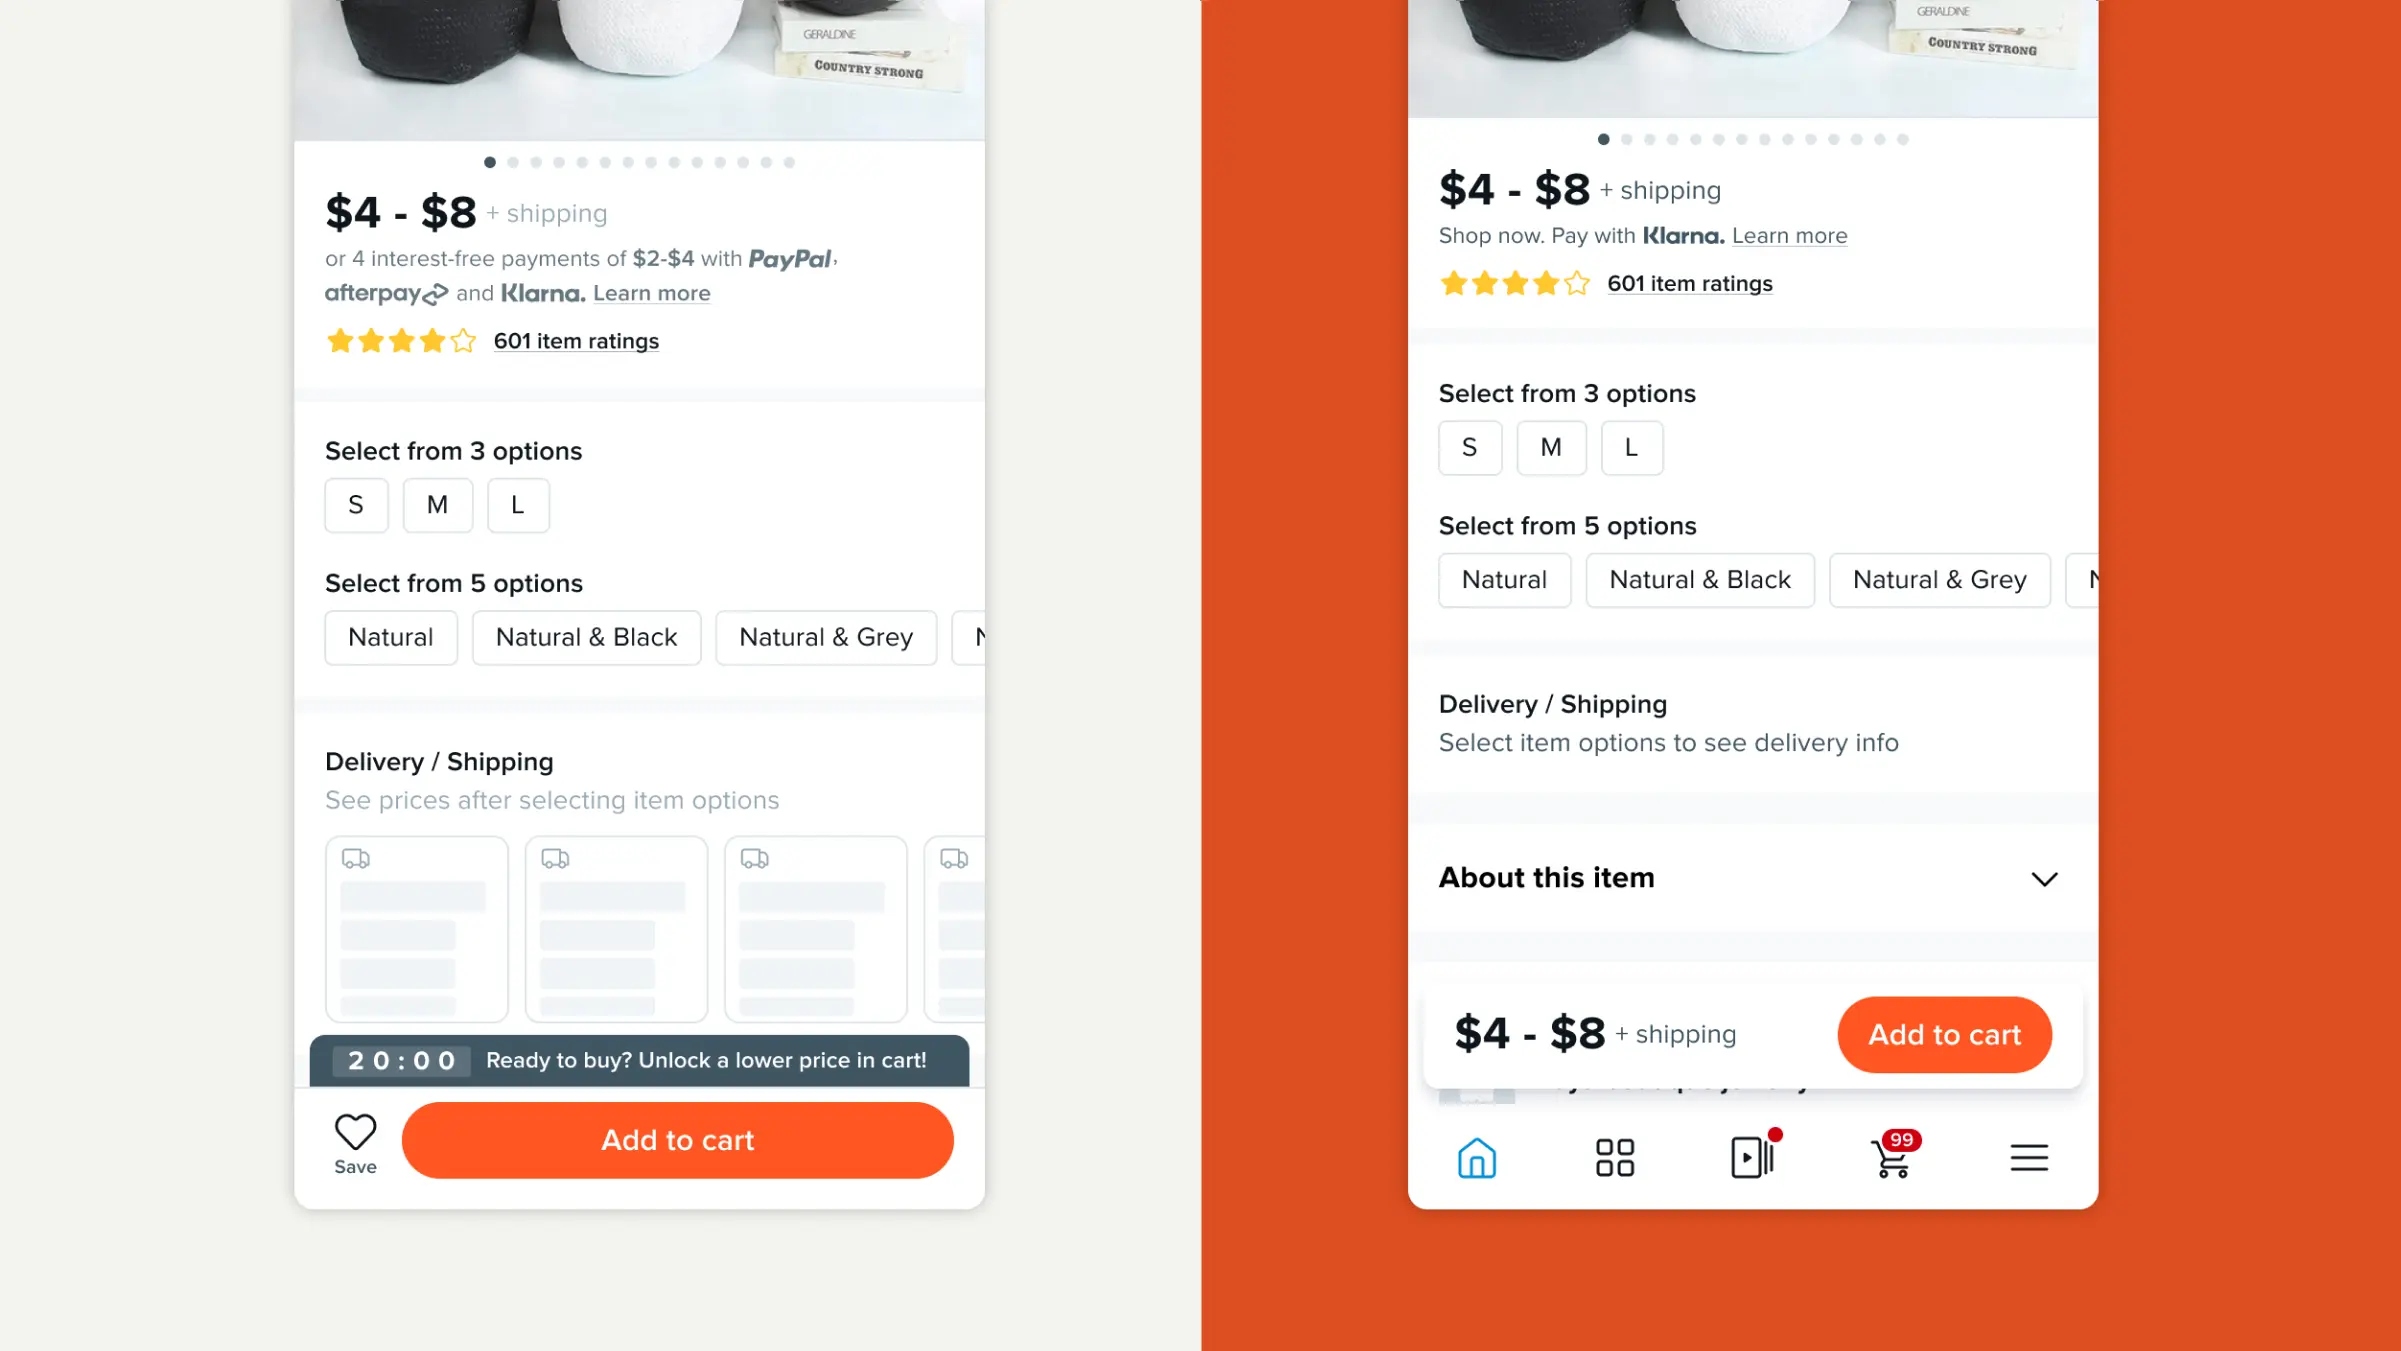 GERALDINE
COUNTRY STRONG
$4 - $8 + shipping
or 4 interest-free payments of $2-$4 with PayPal,
afterpay and Klarna. Learn more
601 item ratings
Select from 3 options
S M L
Select from 5 options
Natural Natural & Black Natural & Grey N
Delivery / Shipping
See prices after selecting item options
20:00 Ready to buy? Unlock a lower price in cart!
Save Add to cart
GERALDINE
COUNTRY STRONG
$4 - $8 + shipping
Shop now. Pay with Klarna. Learn more
601 item ratings
Select from 3 options
S M L
Select from 5 options
Natural Natural & Black Natural & Grey N
Delivery / Shipping
Select item options to see delivery info
About this item
$4 - $8 + shipping Add to cart
99